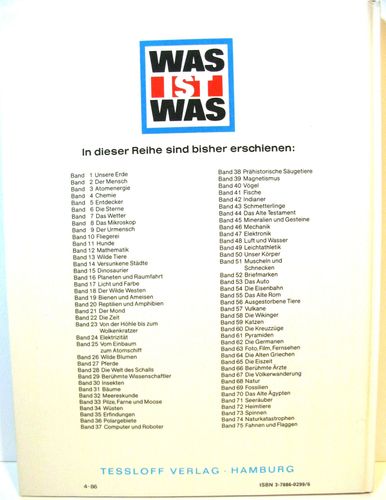 WAS
IST
WAS
In dieser Reihe sind bisher erschienen:
Band 1 Unsere Erde
Band 2 Der Mensch
Band 3 Atomenergie
Band 4 Chemie
Band 5 Entdecker
Band 6 Die Sterne
Band 7 Das Wetter
Band 8 Das Mikroskop
Band 9 Der Urmensch
Band 10 Fliegerei
Band 11 Hunde
Band 12 Mathematik
Band 13 Wilde Tiere
Band 14 Versunkene Städte
Band 15 Dinosaurier
Band 16 Planeten und Raumfahrt
Band 17 Licht und Farbe
Band 18 Der Wilde Westen
Band 19 Bienen und Ameisen
Band 20 Reptilien und Amphibien
Band 21 Der Mond
Band 22 Die Zeit
Band 23 Von der Höhle bis zum
Wolkenkratzer
Band 24 Elektrizität
Band 25 Vom Einbaum
zum Atomschiff
Band 26 Wilde Blumen
Band 27 Pferde
Band 28 Die Welt des Schalls
Band 29 Berühmte Wissenschaftler
Band 30 Insekten
Band 31 Bäume
Band 32 Meereskunde
Band 33 Pilze, Farne und Moose
Band 34 Wüsten
Band 35 Erfindungen
Band 36 Polargebiete
Band 37 Computer und Roboter
Band 38 Prähistorische Säugetiere
Band 39 Magnetismus
Band 40 Vögel
Band 41 Fische
Band 42 Indianer
Band 43 Schmetterlinge
Band 44 Das Alte Testament
Band 45 Mineralien und Gesteine
Band 46 Mechanik
Band 47 Elektronik
Band 48 Luft und Wasser
Band 49 Leichtathletik
Band 50 Unser Körper
Band 51 Muscheln und
Schnecken
Band 52 Briefmarken
Band 53 Das Auto
Band 54 Die Eisenbahn
Band 55 Das Alte Rom
Band 56 Ausgestorbene Tiere
Band 57 Vulkane
Band 58 Die Wikinger
Band 59 Katzen
Band 60 Die Kreuzzüge
Band 61 Pyramiden
Band 62 Die Germanen
Band 63 Foto, Film, Fernsehen
Band 64 Die Alten Griechen
Band 65 Die Eiszeit
Band 66 Berühmte Ärzte
Band 67 Die Völkerwanderung
Band 68 Natur
Band 69 Fossilien
Band 70 Das Alte Ägypten
Band 71 Seeräuber
Band 72 Heimtiere
Band 73 Spinnen
Band 74 Naturkatastrophen
Band 75 Fahnen und Flaggen
TESSLOFF VERLAG · HAMBURG
4-86
ISBN 3-7886-0299/6